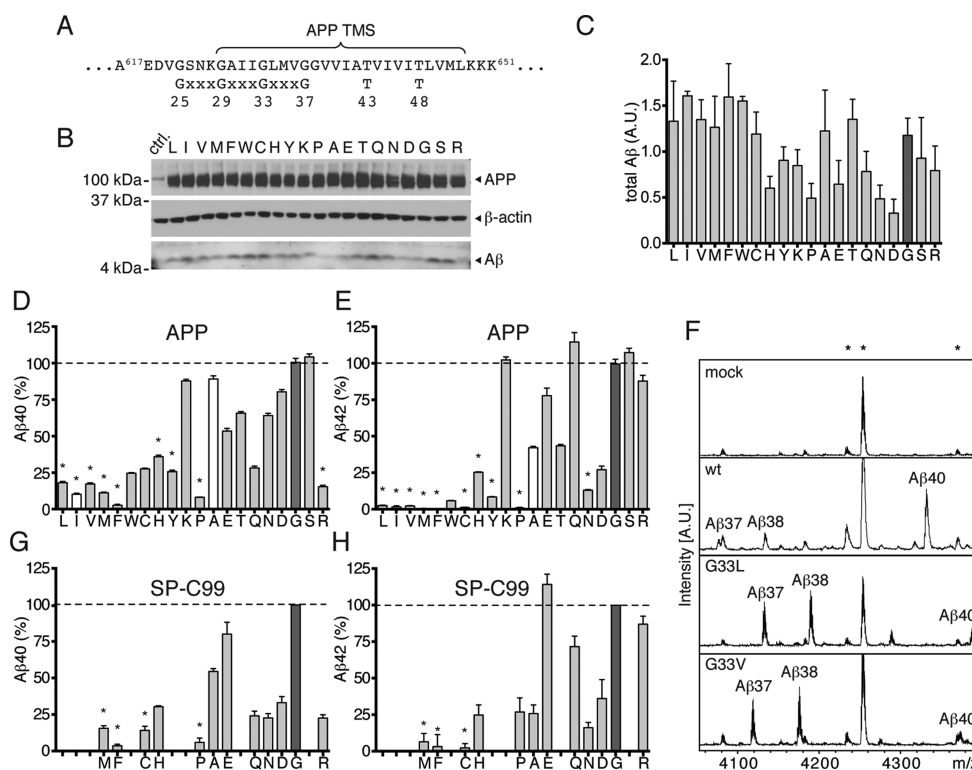 A
APP TMS
...A⁶¹⁷EDVGSNKGAIIGLMVGGVVIATVIVITLVMLKKK⁶⁵¹...
GxxxGxxxGxxxG T T
25 29 33 37 43 48
B
ctrl. L I V M F W C H Y K P A E T Q N D G S R
100 kDa
APP
37 kDa
β-actin
4 kDa
Aβ
C
total Aβ (A.U.)
2.0
1.5
1.0
0.5
0.0
L I V M F W C H Y K P A E T Q N D G S R
D
APP
Aβ40 (%)
125
100
75
50
25
0
* * * * * * * * *
L I V M F W C H Y K P A E T Q N D G S R
E
APP
Aβ42 (%)
125
100
75
50
25
0
* * * * * * * * * *
L I V M F W C H Y K P A E T Q N D G S R
F
* * *
Intensity [A.U.]
mock
wt
Aβ37 Aβ38 Aβ40
G33L
Aβ37 Aβ38 Aβ40
G33V
Aβ37 Aβ38 Aβ40
4100 4200 4300 m/
G
SP-C99
Aβ40 (%)
125
100
75
50
25
0
* * * *
M F C H P A E Q N D G R
H
SP-C99
Aβ42 (%)
125
100
75
50
25
0
* * *
M F C H P A E Q N D G R